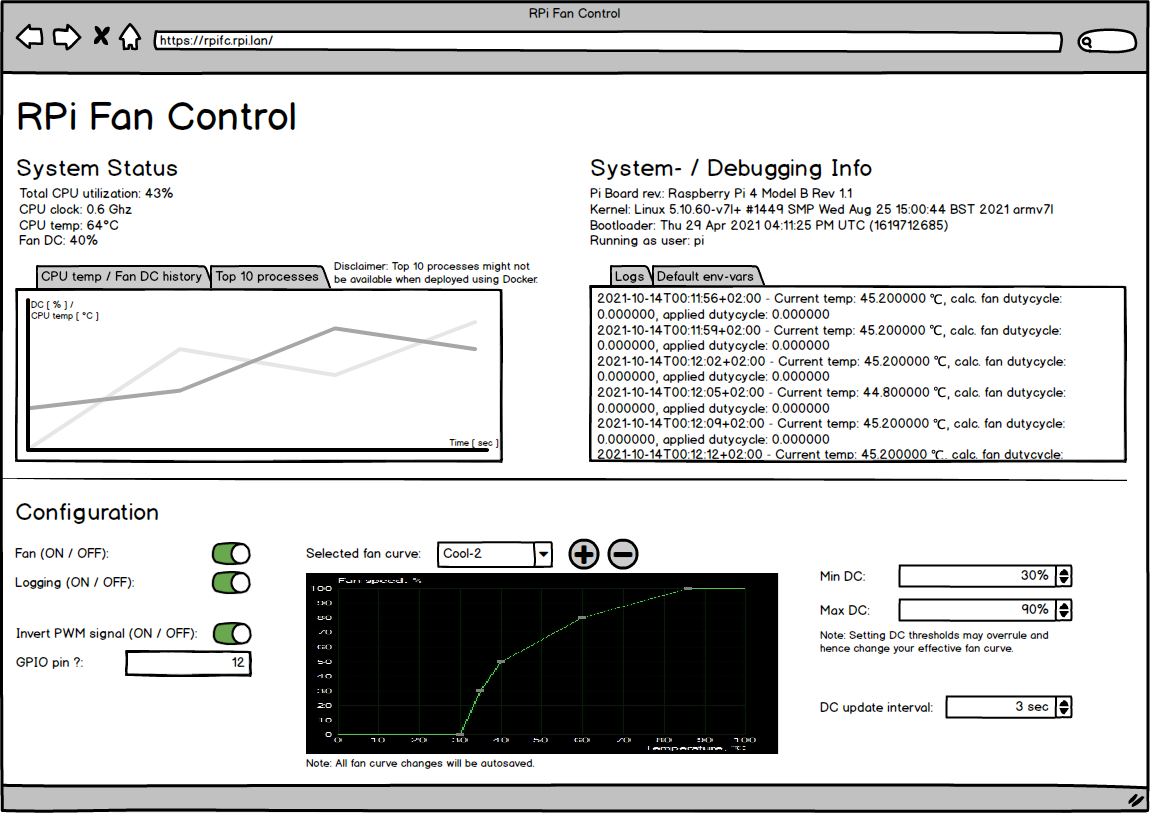 RPi Fan Control
https://rpifc.rpi.lan/
RPi Fan Control
System Status
Total CPU utilization: 43%
CPU clock: 0.6 Ghz
CPU temp: 64°C
Fan DC: 40%
CPU temp / Fan DC history
Top 10 processes
Disclaimer: Top 10 processes might not
be available when deployed using Docker.
DC [ % ] /
CPU temp [ °C ]
Time [ sec ]
System- / Debugging Info
Pi Board rev.: Raspberry Pi 4 Model B Rev 1.1
Kernel: Linux 5.10.60-v7l+ #1449 SMP Wed Aug 25 15:00:44 BST 2021 armv7l
Bootloader: Thu 29 Apr 2021 04:11:25 PM UTC (1619712685)
Running as user: pi
Logs
Default env-vars
2021-10-14T00:11:56+02:00 - Current temp: 45.200000 ℃, calc. fan dutycycle:
0.000000, applied dutycycle: 0.000000
2021-10-14T00:11:59+02:00 - Current temp: 45.200000 ℃, calc. fan dutycycle:
0.000000, applied dutycycle: 0.000000
2021-10-14T00:12:02+02:00 - Current temp: 45.200000 ℃, calc. fan dutycycle:
0.000000, applied dutycycle: 0.000000
2021-10-14T00:12:05+02:00 - Current temp: 44.800000 ℃, calc. fan dutycycle:
0.000000, applied dutycycle: 0.000000
2021-10-14T00:12:09+02:00 - Current temp: 45.200000 ℃, calc. fan dutycycle:
0.000000, applied dutycycle: 0.000000
2021-10-14T00:12:12+02:00 - Current temp: 45.200000 ℃, calc. fan dutycycle:
Configuration
Fan (ON / OFF):
Logging (ON / OFF):
Invert PWM signal (ON / OFF):
GPIO pin ?:
12
Selected fan curve:
Cool-2
Fan speed, %
100
90
80
70
60
50
40
30
20
10
0
0 10 20 30 40 50 60 70 80 90 100
Temperature, °C
Note: All fan curve changes will be autosaved.
Min DC:
30%
Max DC:
90%
Note: Setting DC thresholds may overrule and
hence change your effective fan curve.
DC update interval:
3 sec